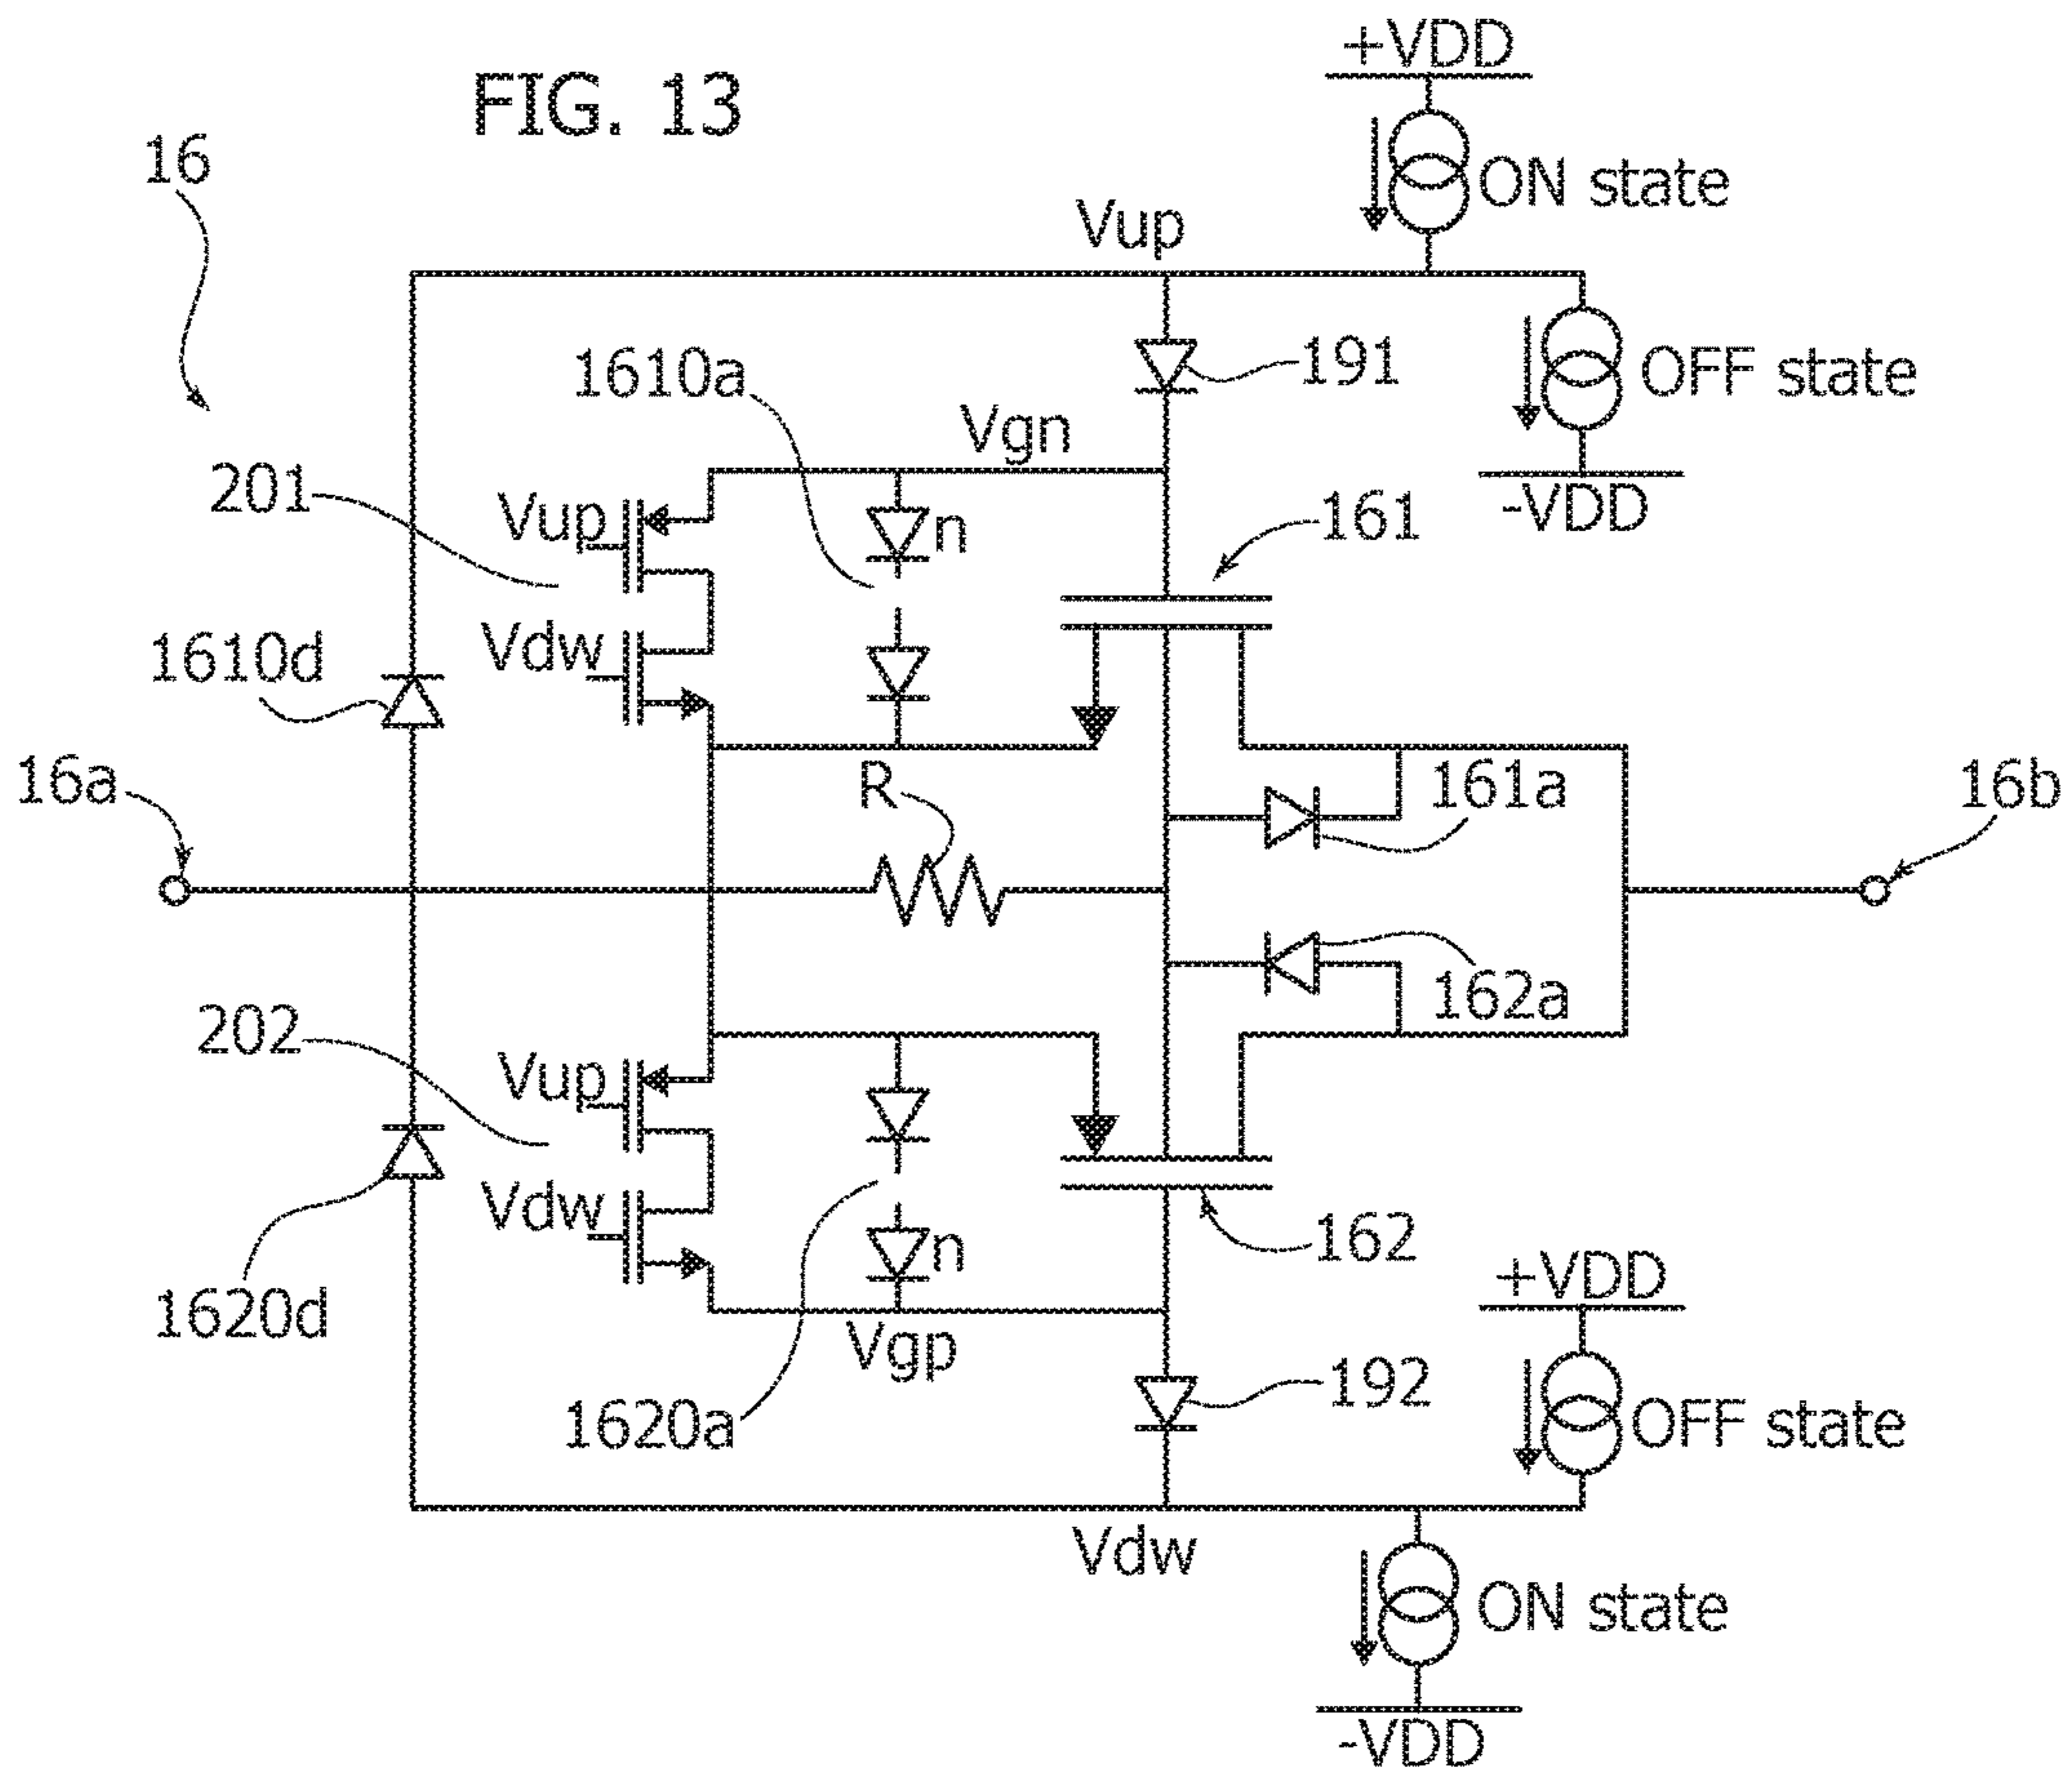 FIG. 13
+VDD
16
ON state
Vup
1610a
191
OFF state
Vgn
201
Vup
n
-VDD
161
Vdw
1610d
16a
R
161a
16b
162a
202
Vup
Vdw
n
162
+VDD
1620d
Vgp
192
1620a
OFF state
Vdw
ON state
-VDD